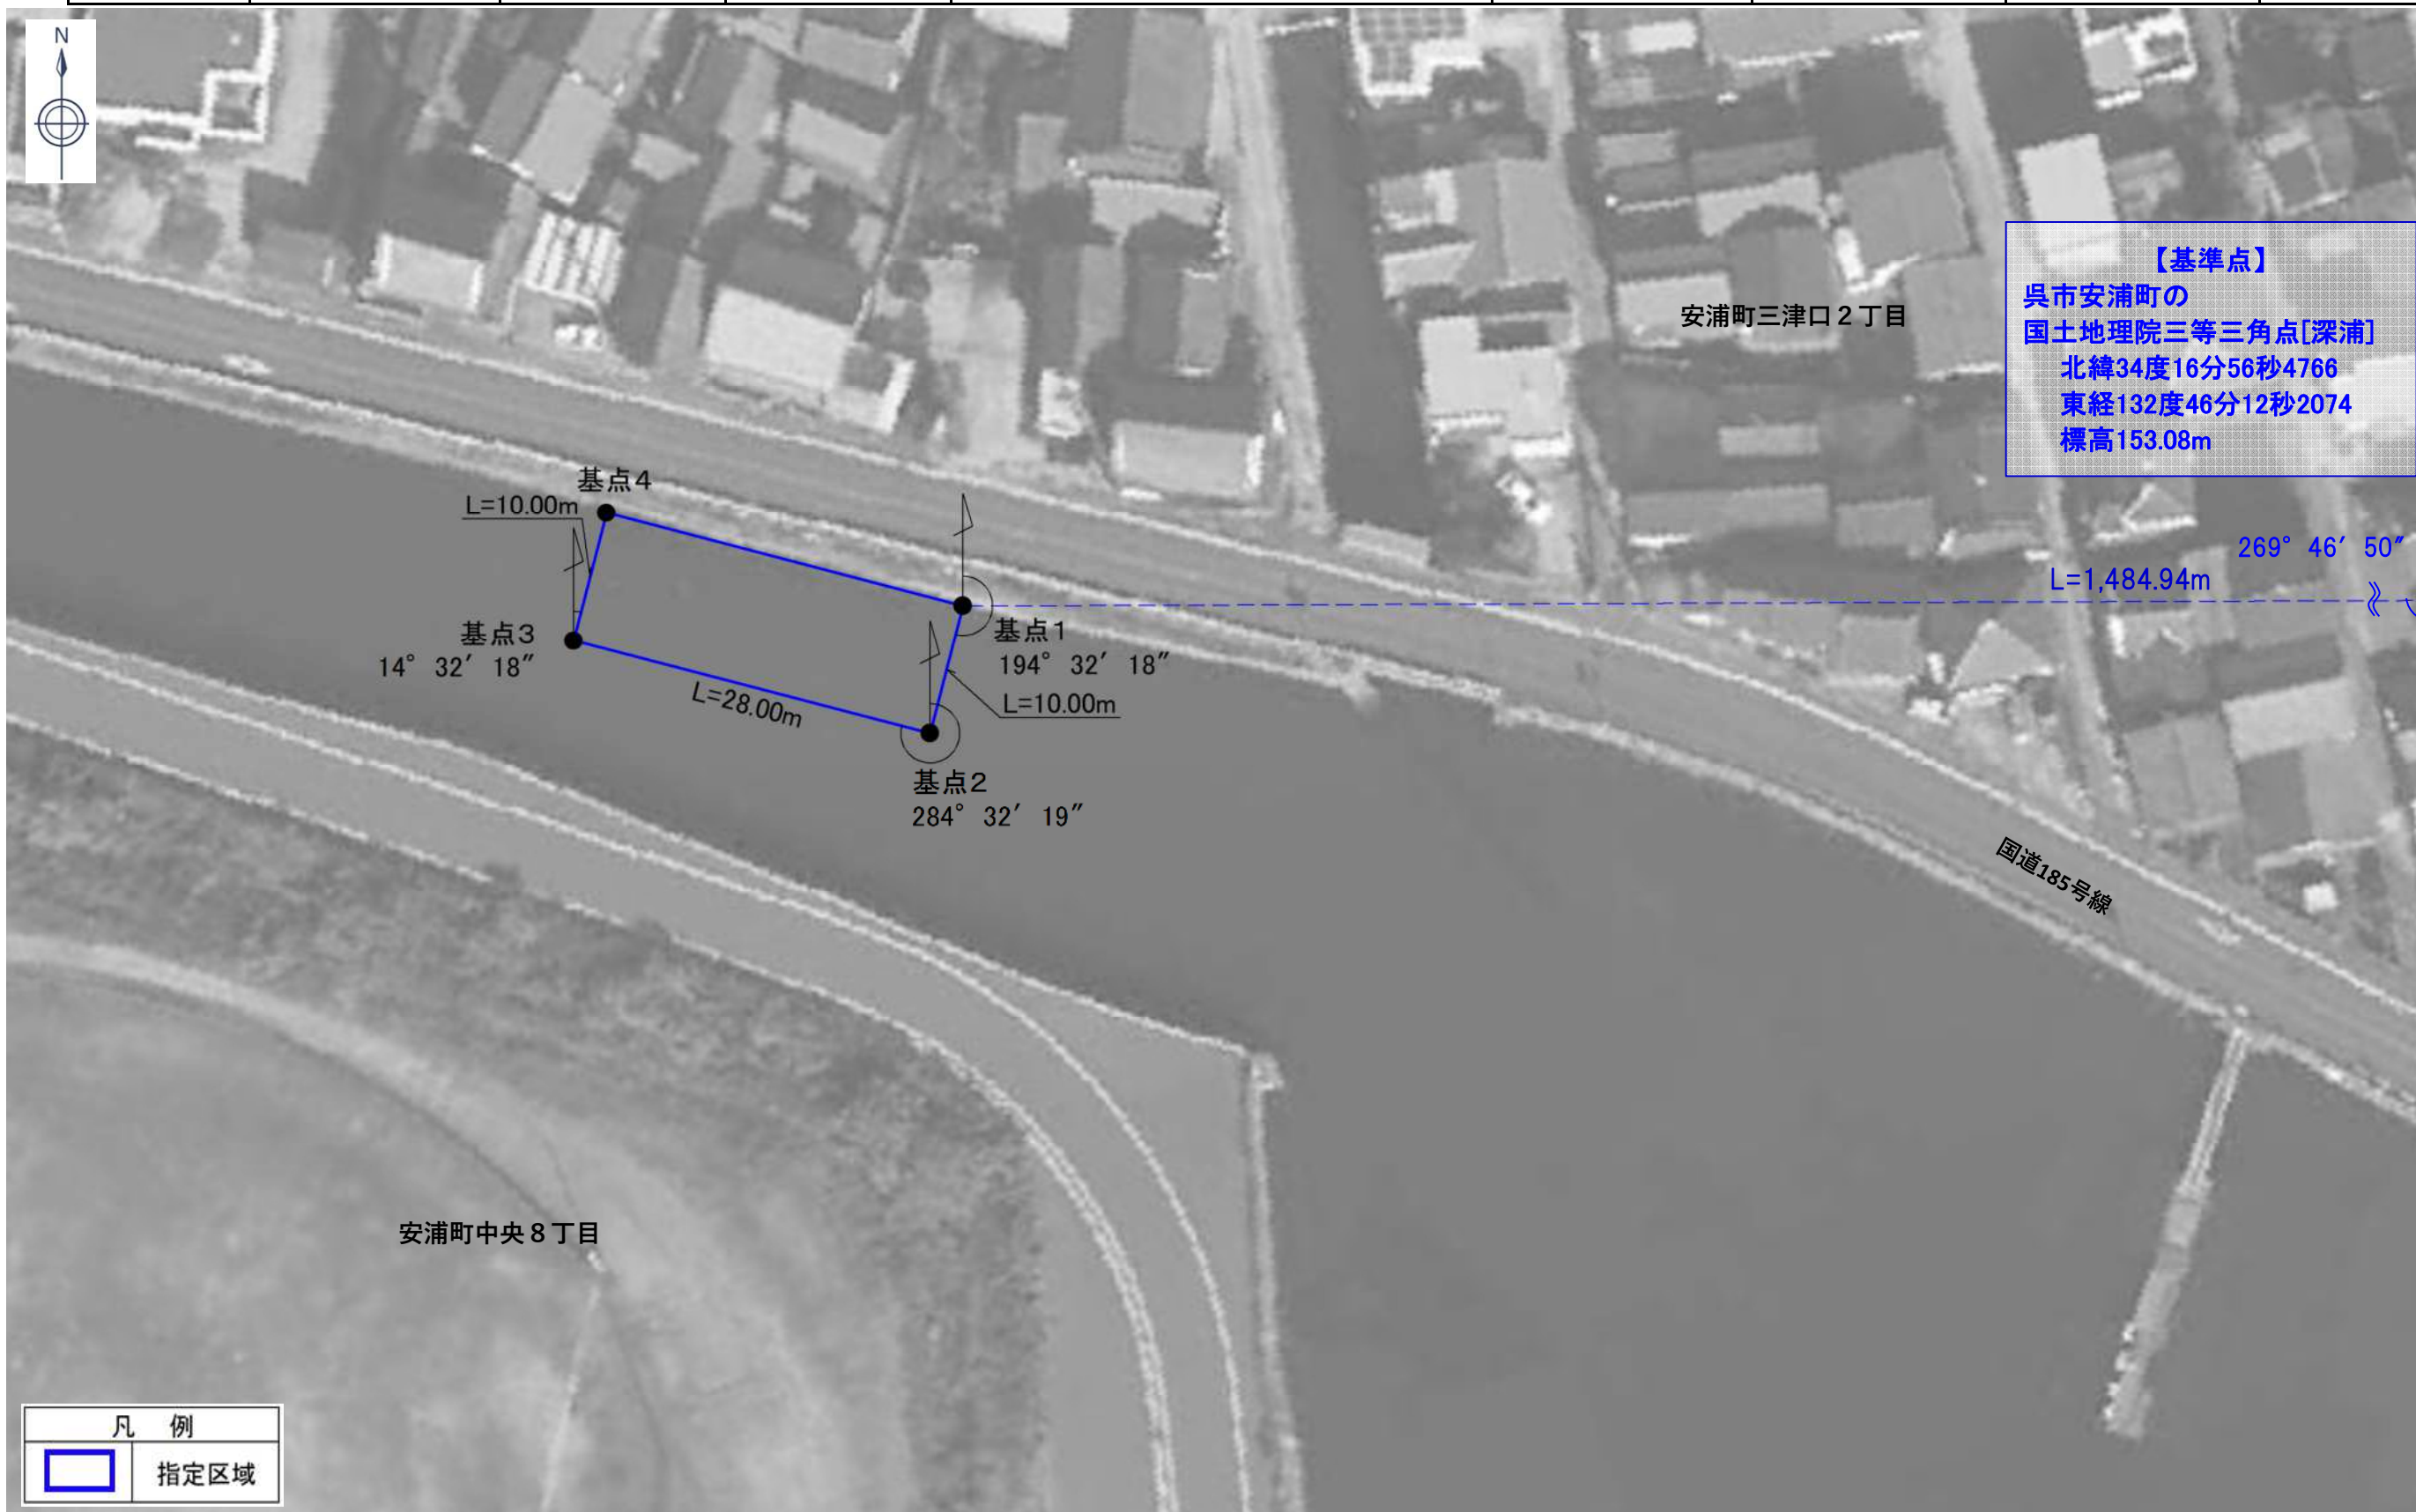 N
【基準点】
呉市安浦町の
国土地理院三等三角点[深浦]
北緯34度16分56秒4766
東経132度46分12秒2074
標高153.08m
安浦町三津口２丁目
基点4
L=10.00m
269° 46′ 50″
L=1,484.94m
基点3
14° 32′ 18″
基点1
194° 32′ 18″
L=10.00m
L=28.00m
基点2
284° 32′ 19″
国道185号線
安浦町中央８丁目
凡 例
指定区域